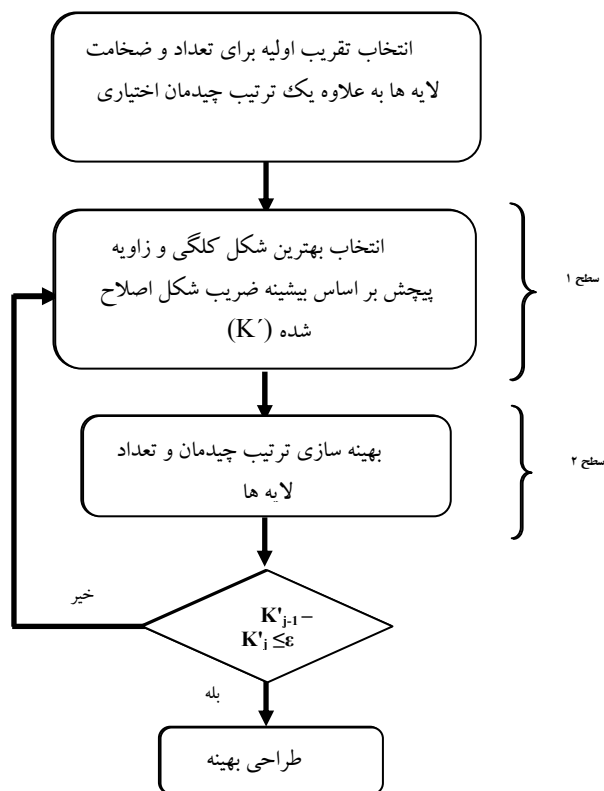 انتخاب تقریب اولیه برای تعداد و ضخامت
لایه ها به علاوه یک ترتیب چیدمان اختیاری
انتخاب بهترین شکل کلگی و زاویه
پیچش بر اساس بیشینه ضریب شکل اصلاح
شده (K´)
سطح ۱
بهینه سازی ترتیب چیدمان و تعداد
لایه ها
سطح ۲
خیر
K'j-1 –
K'j ≤ε
بله
طراحی بهینه